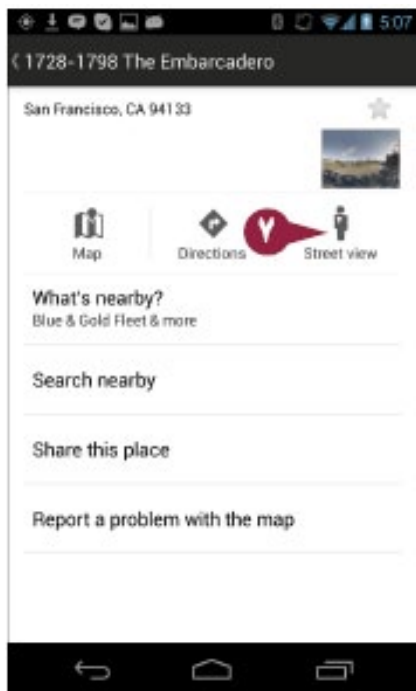 5:07
1728-1798 The Embarcadero
San Francisco, CA 94133
Map
Directions
۷
Street view
What's nearby?
Blue & Gold Fleet & more
Search nearby
Share this place
Report a problem with the map